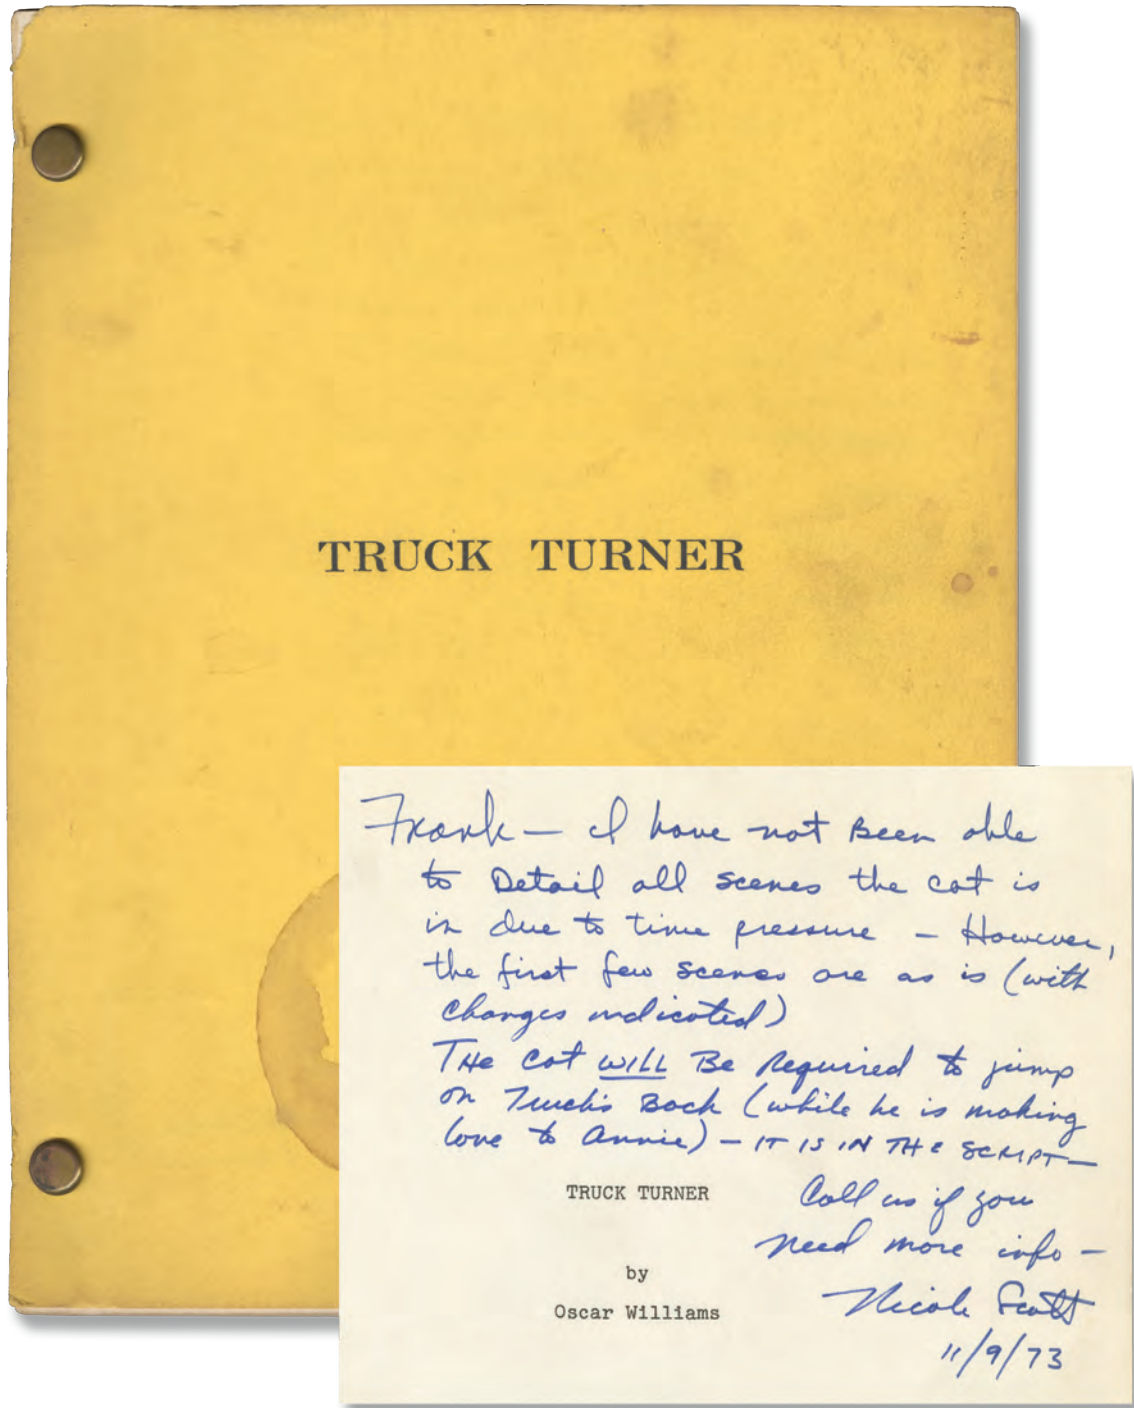 TRUCK TURNER
Frank — I have not Been able
to Detail all scenes the cat is
in due to time pressure — However,
the first few scenes are as is (with
changes indicated)
THE cat WILL Be Required to jump
on Truck's Back (while he is making
love to Annie) — IT IS IN THE SCRIPT —
Call us if you
need more info —
Nicole Scott
11/9/73
TRUCK TURNER
by
Oscar Williams